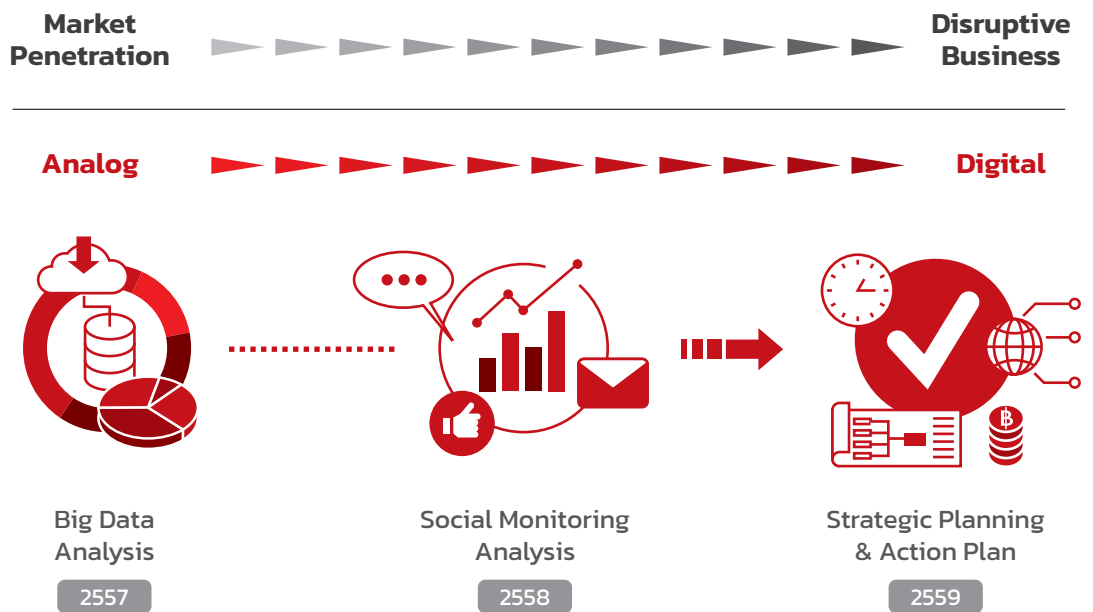 Market
Penetration
Disruptive
Business
Analog
Digital
฿
Big Data
Analysis
2557
Social Monitoring
Analysis
2558
Strategic Planning
& Action Plan
2559